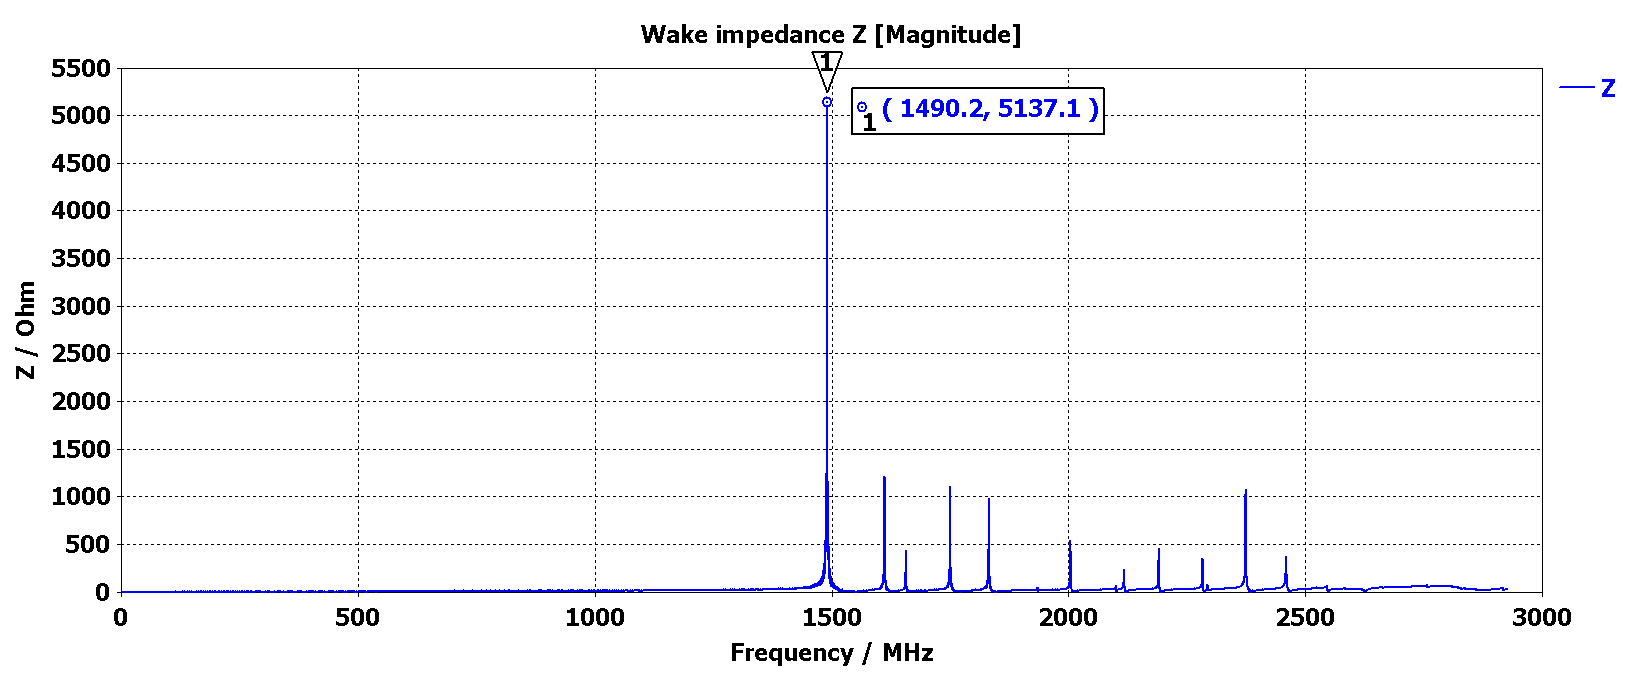 Wake impedance Z [Magnitude]
1
5500
5000
4500
4000
3500
3000
2500
2000
1500
1000
500
0
Z / Ohm
1 ( 1490.2, 5137.1 )
Z
0 500 1000 1500 2000 2500 3000
Frequency / MHz